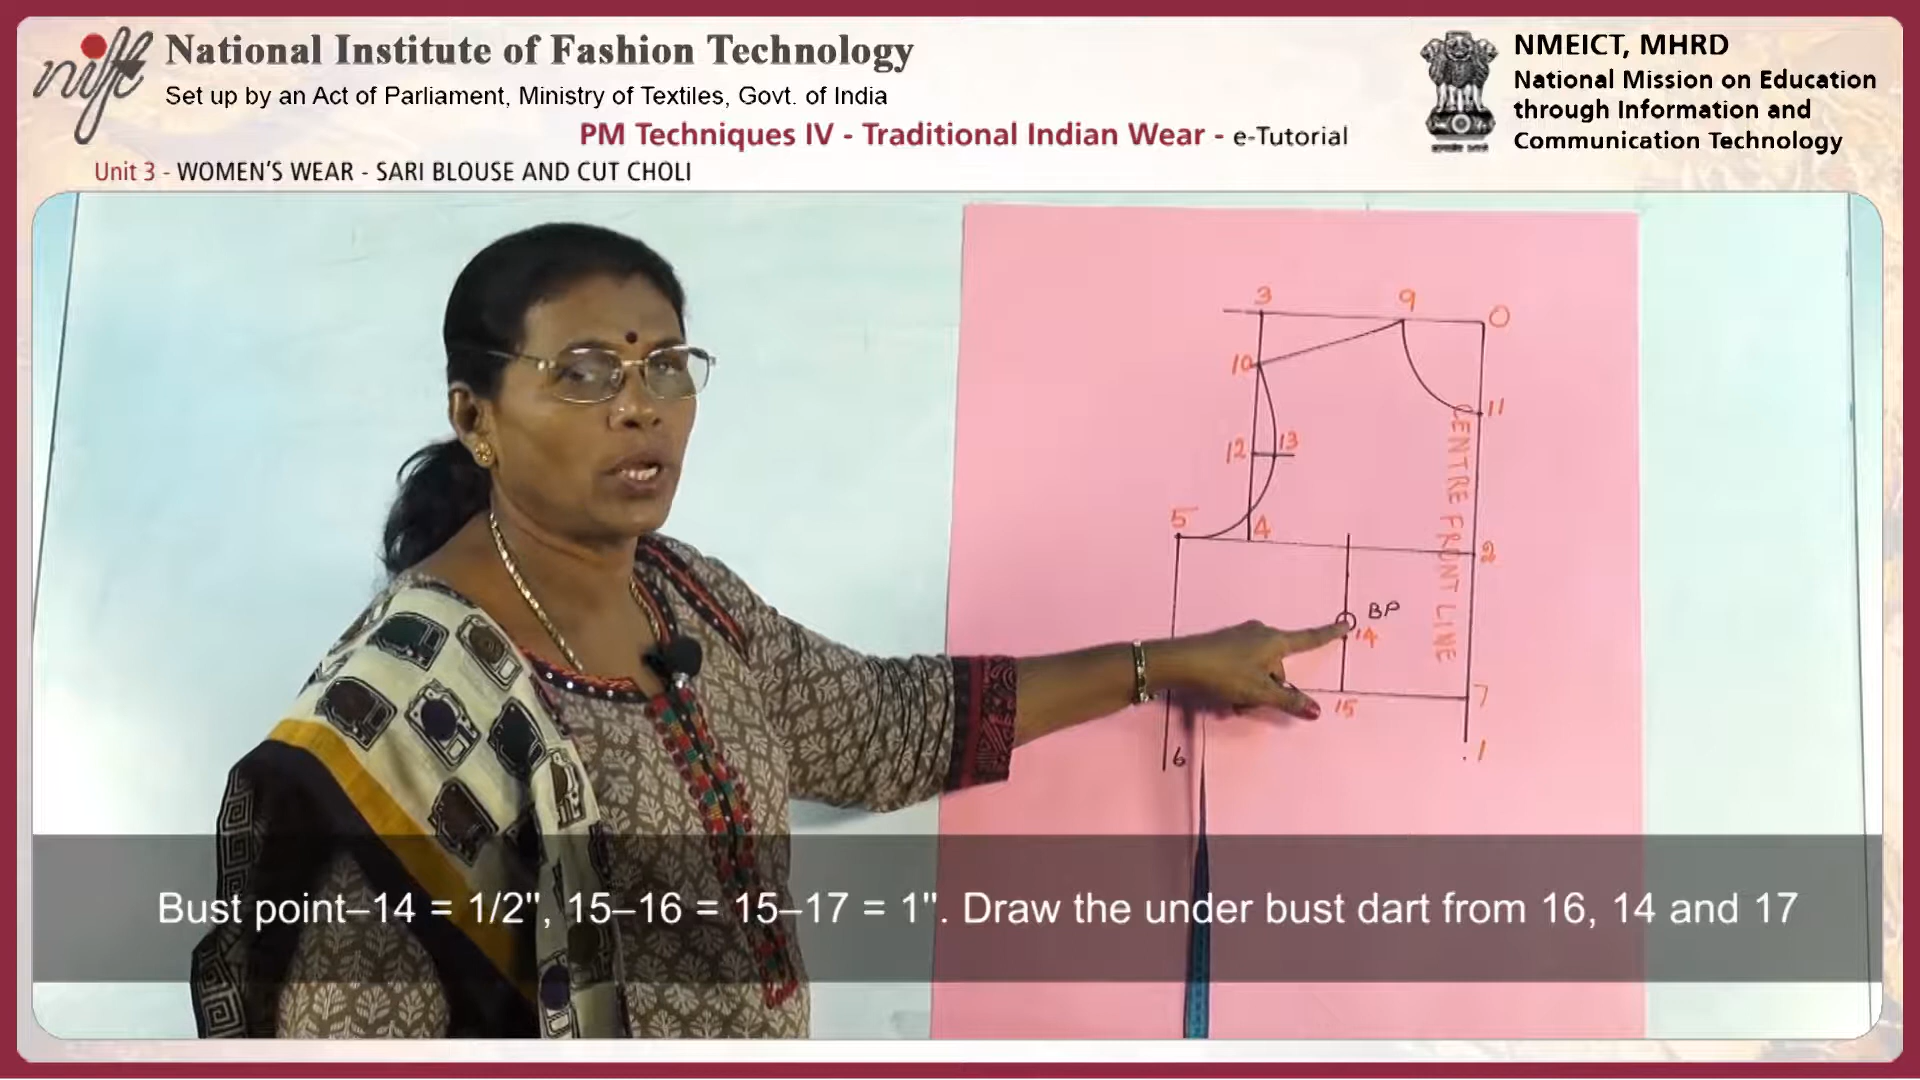 nift
National Institute of Fashion Technology
Set up by an Act of Parliament, Ministry of Textiles, Govt. of India
NMEICT, MHRD
National Mission on Education
through Information and
Communication Technology
PM Techniques IV - Traditional Indian Wear - e-Tutorial
Unit 3 - WOMEN'S WEAR - SARI BLOUSE AND CUT CHOLI
3 9 0
10
11
12 13
CENTRE FRONT LINE
5 4 2
BP
14
15 7
6 1
Bust point–14 = 1/2", 15–16 = 15–17 = 1". Draw the under bust dart from 16, 14 and 17